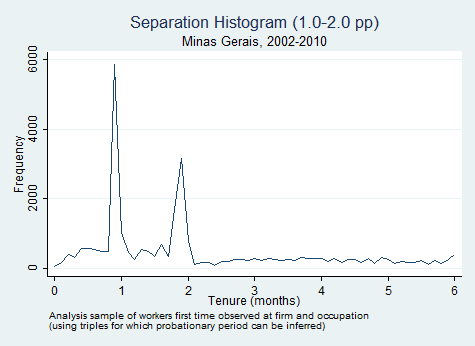 Separation Histogram (1.0-2.0 pp)
Minas Gerais, 2002-2010
Frequency
6000
4000
2000
0
0 1 2 3 4 5 6
Tenure (months)
Analysis sample of workers first time observed at firm and occupation
(using triples for which probationary period can be inferred)